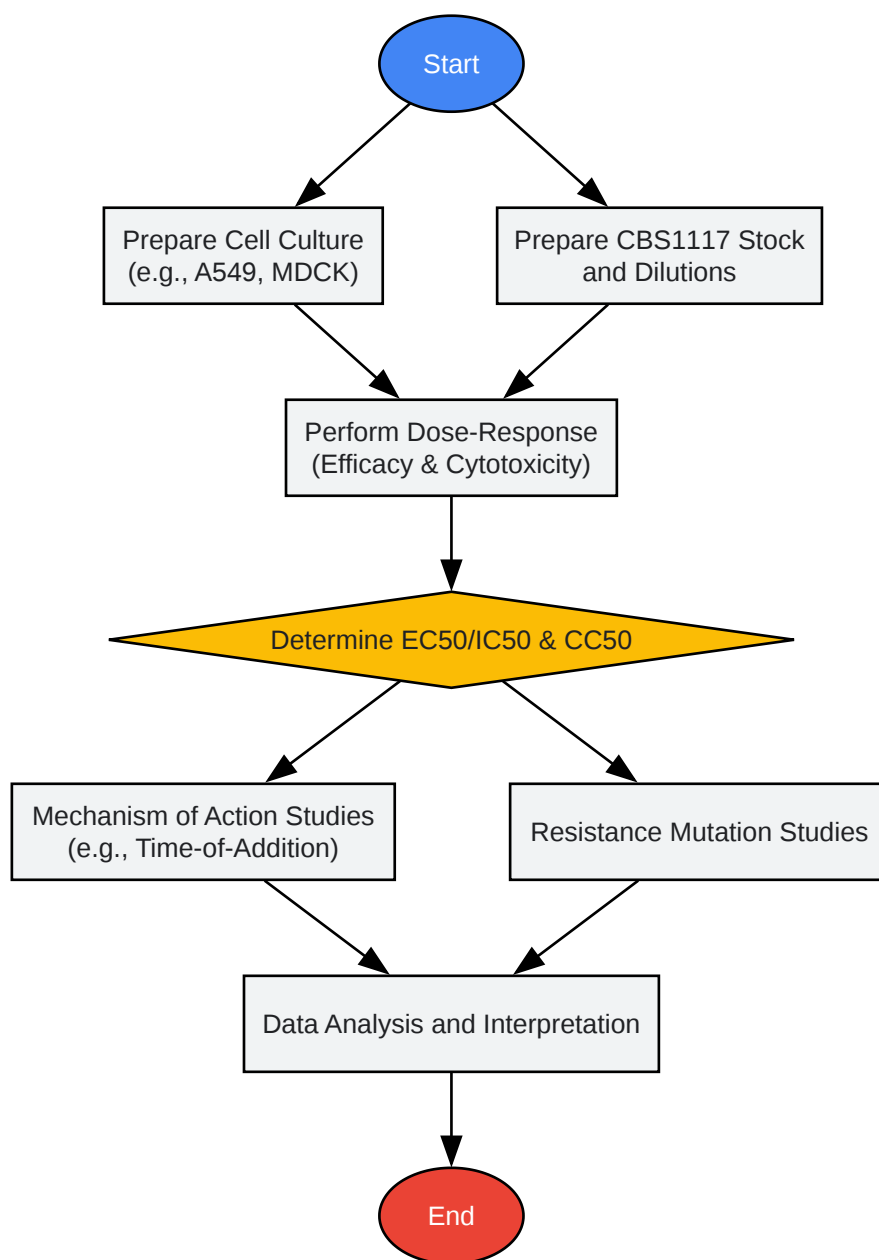 Start
Prepare Cell Culture
(e.g., A549, MDCK)
Prepare CBS1117 Stock
and Dilutions
Perform Dose-Response
(Efficacy & Cytotoxicity)
Determine EC50/IC50 & CC50
Mechanism of Action Studies
(e.g., Time-of-Addition)
Resistance Mutation Studies
Data Analysis and Interpretation
End